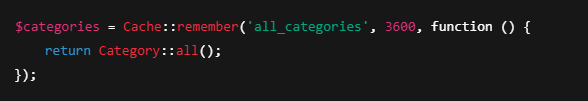 $categories = Cache::remember('all_categories', 3600, function () {
    return Category::all();
});